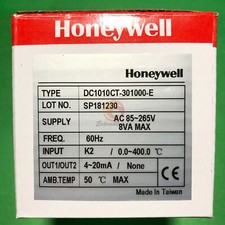 Honeywell
Honeywell
TYPE DC1010CT-301000-E
LOT NO. SP181230
SUPPLY AC 85~265V
8VA MAX
FREQ. 60Hz
INPUT K2 / 0.0~400.0 °C
OUT1/OUT2 4~20mA / None
AMB.TEMP 50 °C MAX
Made in Taiwan